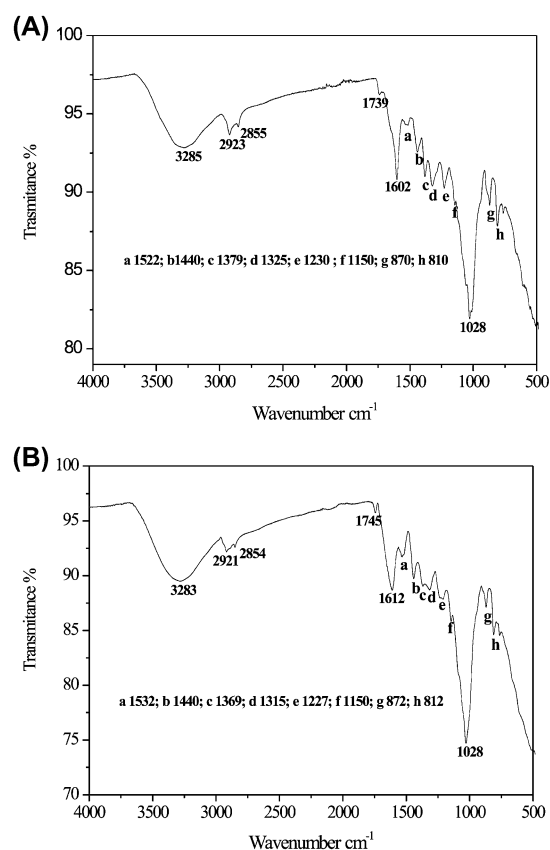 (A)
100
95
90
85
80
Trasmitance %
3285
2923
2855
1739
1602
1028
a
b
c
d
e
f
g
h
a 1522; b1440; c 1379; d 1325; e 1230 ; f 1150; g 870; h 810
4000 3500 3000 2500 2000 1500 1000 500
Wavenumber cm-1
(B)
100
95
90
85
80
75
70
Transmitance %
3283
2921
2854
1745
1612
1028
a
b
c
d
e
f
g
h
a 1532; b 1440; c 1369; d 1315; e 1227; f 1150; g 872; h 812
4000 3500 3000 2500 2000 1500 1000 500
Wavenumber cm-1